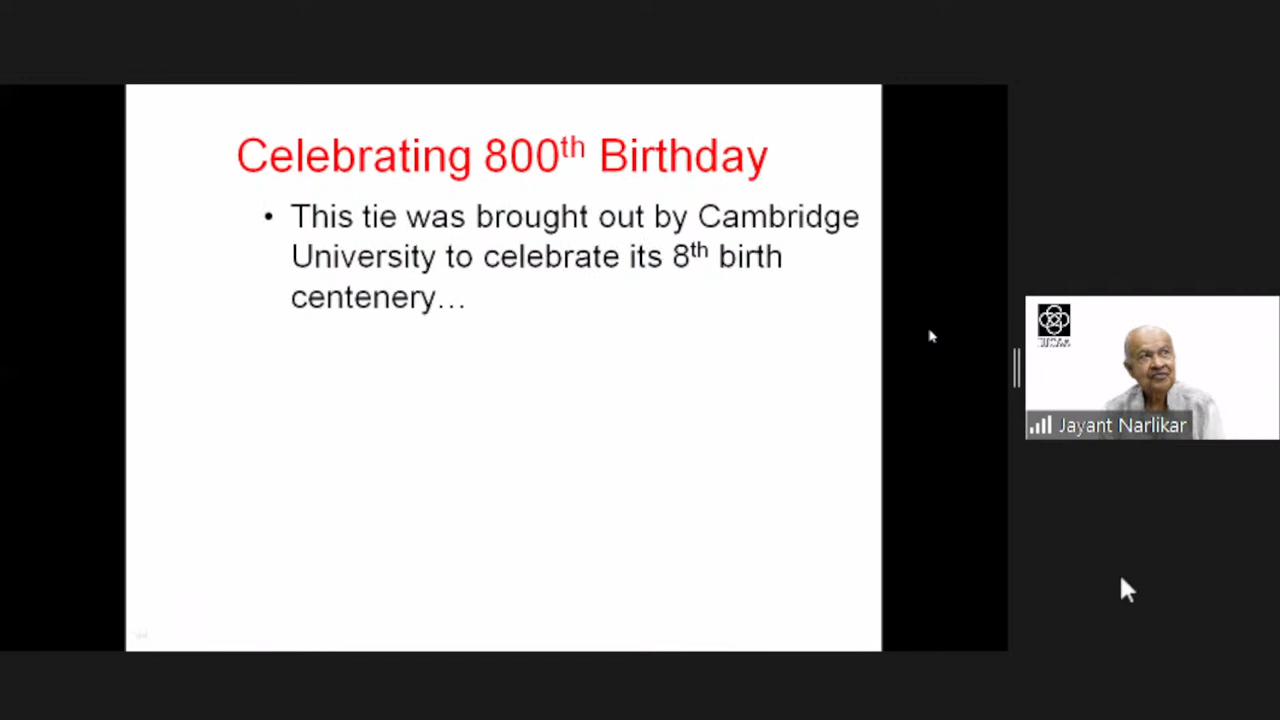 Celebrating 800th Birthday
• This tie was brought out by Cambridge
University to celebrate its 8th birth
centenery…
Jayant Narlikar